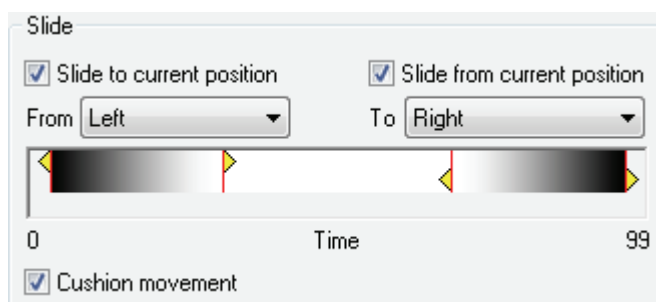 Slide
Slide to current position Slide from current position
From Left To Right
0 Time 99
Cushion movement